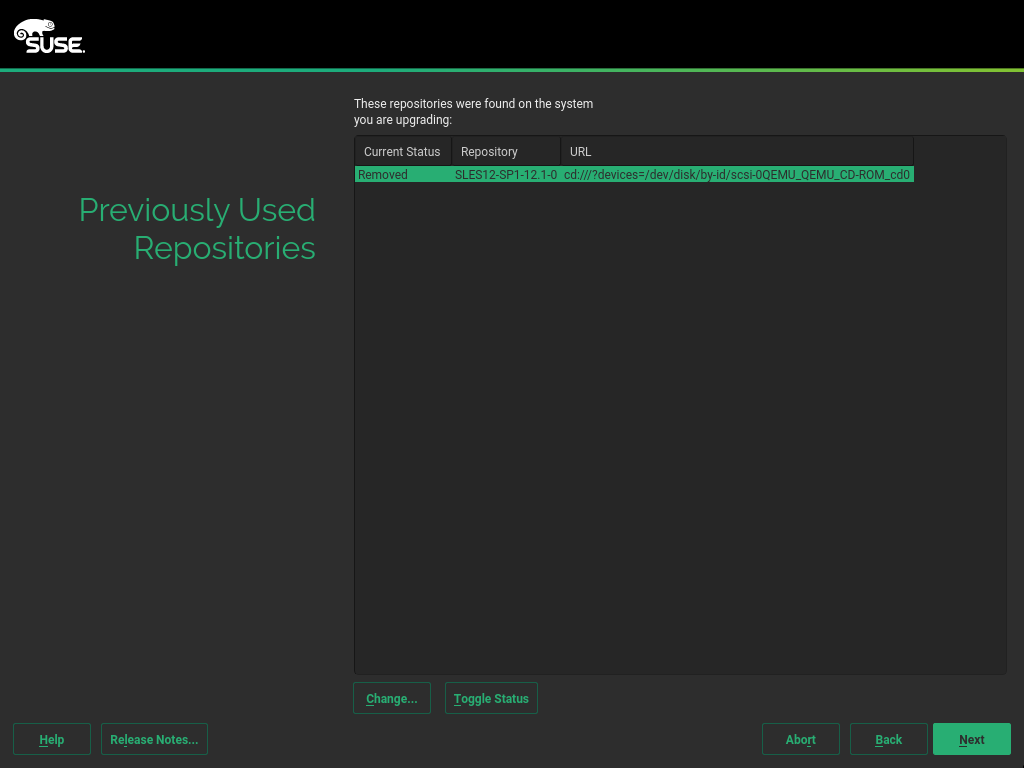 SUSE.
These repositories were found on the system
you are upgrading:
Current Status Repository URL
Removed SLES12-SP1-12.1-0 cd:///?devices=/dev/disk/by-id/scsi-0QEMU_QEMU_CD-ROM_cd0
Previously Used
Repositories
Change... Toggle Status
Help Release Notes... Abort Back Next